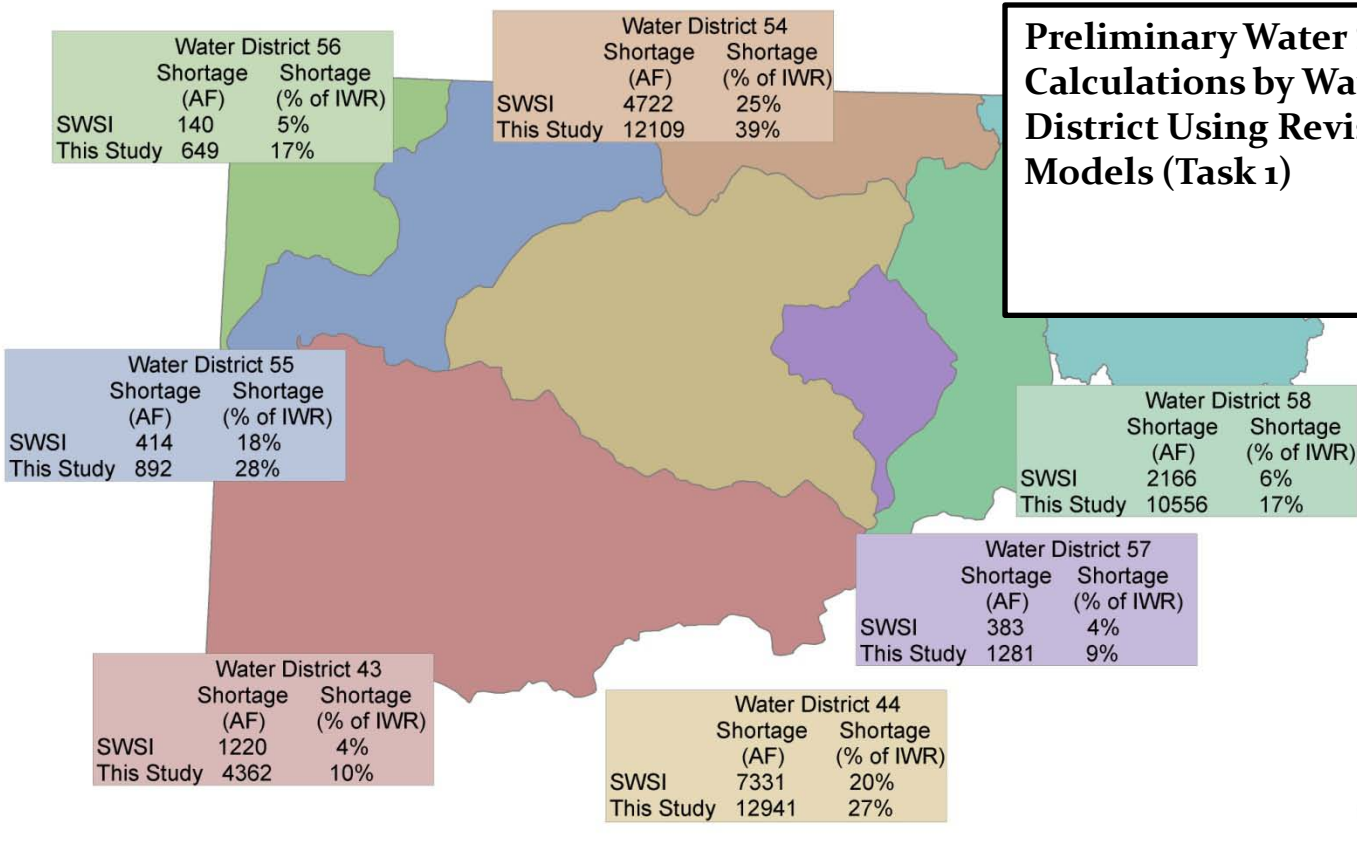 Preliminary Water
Calculations by Wa
District Using Revis
Models (Task 1)
Water District 56
Shortage Shortage
(AF) (% of IWR)
SWSI 140 5%
This Study 649 17%
Water District 54
Shortage Shortage
(AF) (% of IWR)
SWSI 4722 25%
This Study 12109 39%
Water District 55
Shortage Shortage
(AF) (% of IWR)
SWSI 414 18%
This Study 892 28%
Water District 58
Shortage Shortage
(AF) (% of IWR)
SWSI 2166 6%
This Study 10556 17%
Water District 57
Shortage Shortage
(AF) (% of IWR)
SWSI 383 4%
This Study 1281 9%
Water District 43
Shortage Shortage
(AF) (% of IWR)
SWSI 1220 4%
This Study 4362 10%
Water District 44
Shortage Shortage
(AF) (% of IWR)
SWSI 7331 20%
This Study 12941 27%